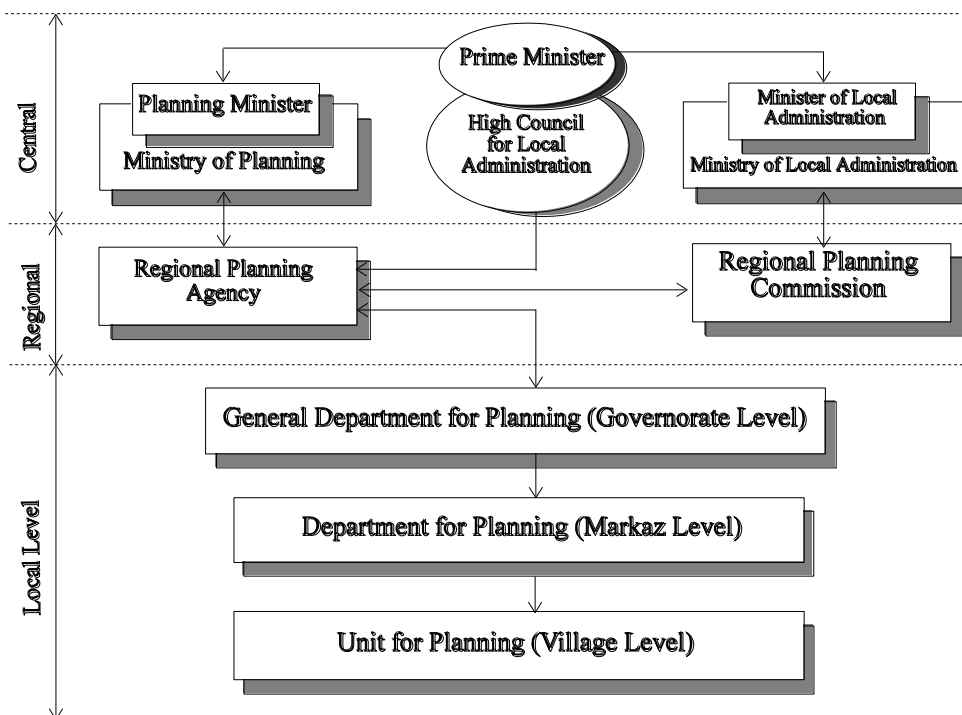 Central
Prime Minister
Planning Minister
Ministry of Planning
High Council
for Local
Administration
Minister of Local
Administration
Ministry of Local Administration
Regional
Regional Planning
Agency
Regional Planning
Commission
Local Level
General Department for Planning (Governorate Level)
Department for Planning (Markaz Level)
Unit for Planning (Village Level)